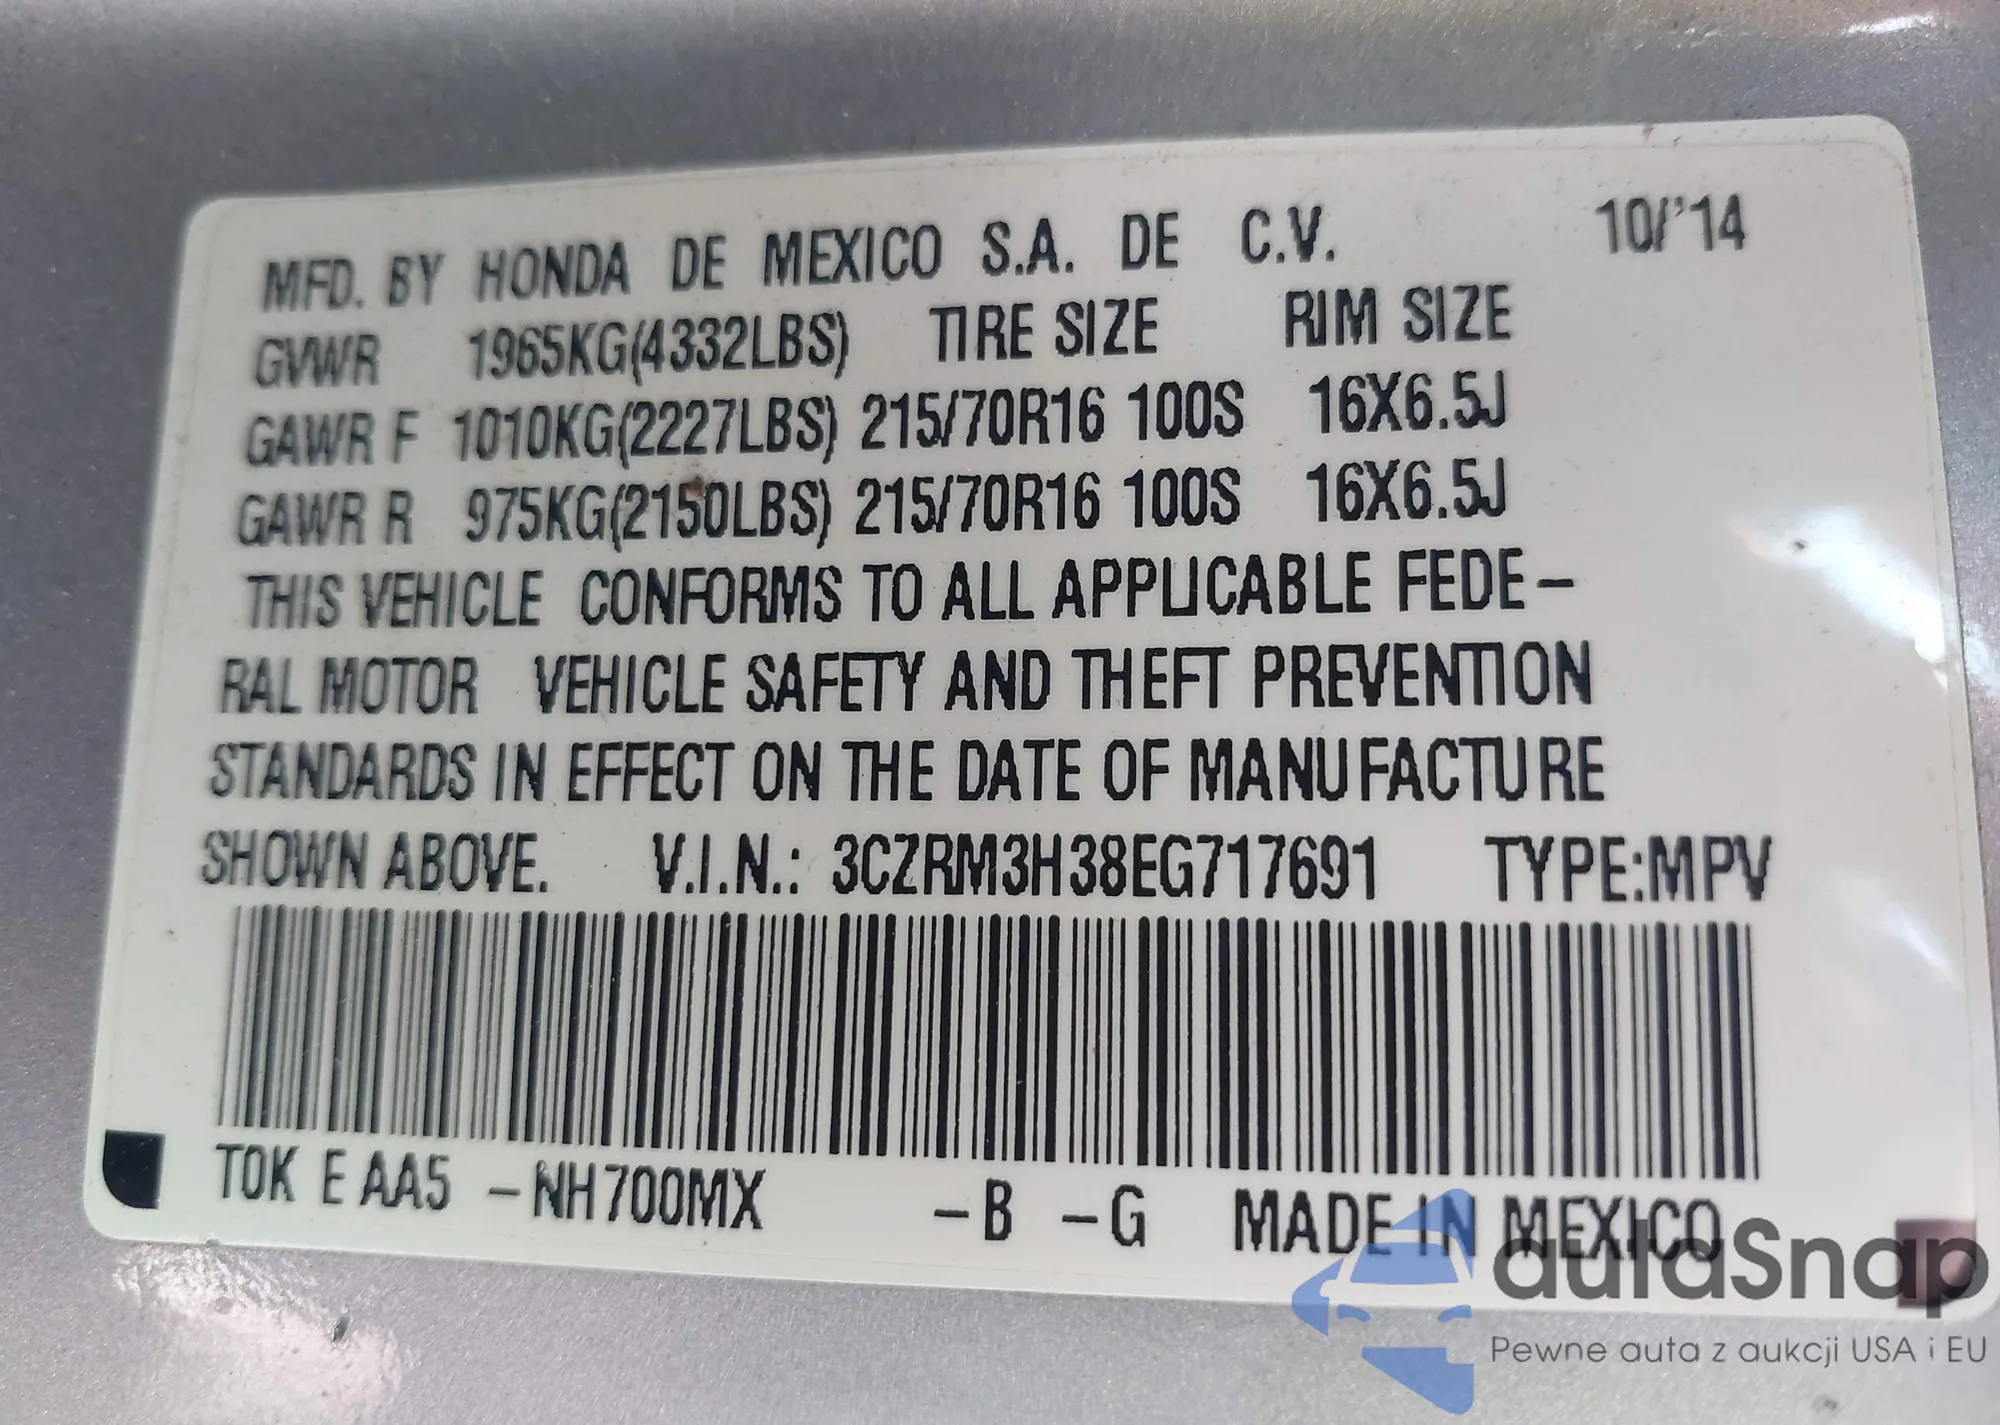 MFD. BY HONDA DE MEXICO S.A. DE C.V. 10/'14
GVWR 1965KG(4332LBS) TIRE SIZE RIM SIZE
GAWR F 1010KG(2227LBS) 215/70R16 100S 16X6.5J
GAWR R 975KG(2150LBS) 215/70R16 100S 16X6.5J
THIS VEHICLE CONFORMS TO ALL APPLICABLE FEDE-
RAL MOTOR VEHICLE SAFETY AND THEFT PREVENTION
STANDARDS IN EFFECT ON THE DATE OF MANUFACTURE
SHOWN ABOVE. V.I.N.: 3CZRM3H38EG717691 TYPE:MPV
T0K E AA5 -NH700MX -B -G MADE IN MEXICO
autaSnap
Pewne auta z aukcji USA i EU